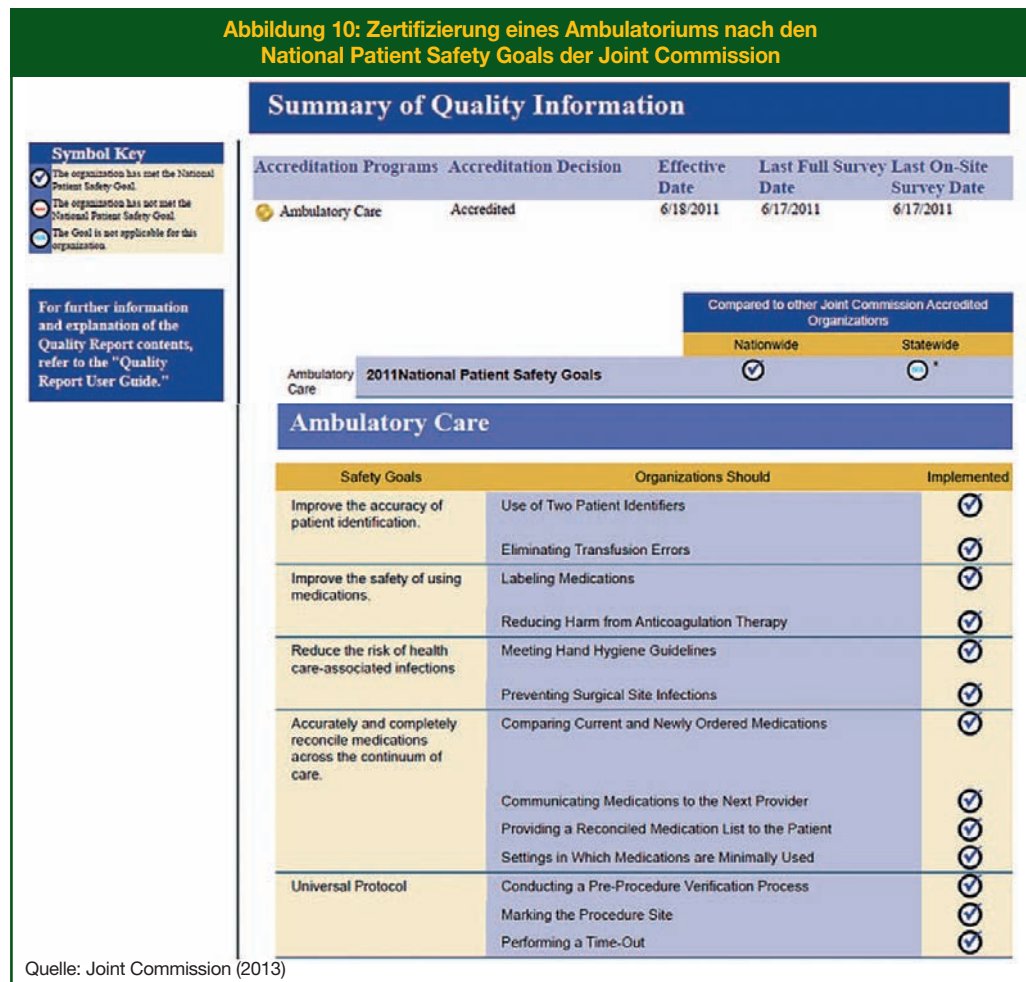 Abbildung 10: Zertifizierung eines Ambulatoriums nach den
National Patient Safety Goals der Joint Commission
Summary of Quality Information
Symbol Key
The organization has met the National
Patient Safety Goal.
The organization has not met the
National Patient Safety Goal.
The Goal is not applicable for this
organization.
For further information
and explanation of the
Quality Report contents,
refer to the "Quality
Report User Guide."
Accreditation Programs Accreditation Decision Effective Date Last Full Survey Date Last On-Site Survey Date
Ambulatory Care Accredited 6/18/2011 6/17/2011 6/17/2011
Compared to other Joint Commission Accredited
Organizations
Nationwide Statewide
Ambulatory Care 2011National Patient Safety Goals N/A *
Ambulatory Care
Safety Goals Organizations Should Implemented
Improve the accuracy of
patient identification.
Use of Two Patient Identifiers
Eliminating Transfusion Errors
Improve the safety of using
medications.
Labeling Medications
Reducing Harm from Anticoagulation Therapy
Reduce the risk of health
care-associated infections
Meeting Hand Hygiene Guidelines
Preventing Surgical Site Infections
Accurately and completely
reconcile medications
across the continuum of
care.
Comparing Current and Newly Ordered Medications
Communicating Medications to the Next Provider
Providing a Reconciled Medication List to the Patient
Settings in Which Medications are Minimally Used
Universal Protocol
Conducting a Pre-Procedure Verification Process
Marking the Procedure Site
Performing a Time-Out
Quelle: Joint Commission (2013)